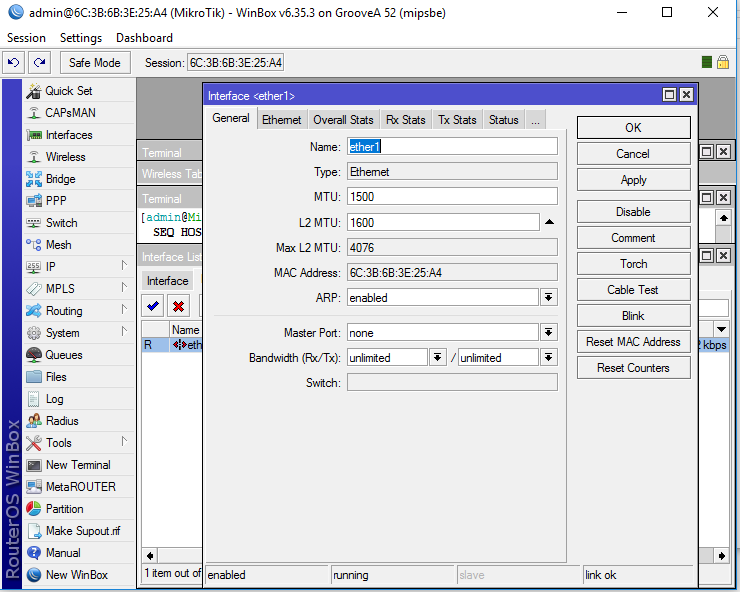 admin@6C:3B:6B:3E:25:A4 (MikroTik) - WinBox v6.35.3 on GrooveA 52 (mipsbe)
Session Settings Dashboard
Safe Mode Session: 6C:3B:6B:3E:25:A4
RouterOS WinBox
Quick Set
CAPsMAN
Interfaces
Wireless
Bridge
PPP
Switch
Mesh
IP
MPLS
Routing
System
Queues
Files
Log
Radius
Tools
New Terminal
MetaROUTER
Partition
Make Supout.rif
Manual
New WinBox
Terminal
Wireless Tab
Terminal
[admin@Mi
SEQ HOS
Interface List
Interface
Name
R eth
kbps
1 item out of
Interface <ether1>
General Ethernet Overall Stats Rx Stats Tx Stats Status ...
Name: ether1
Type: Ethernet
MTU: 1500
L2 MTU: 1600
Max L2 MTU: 4076
MAC Address: 6C:3B:6B:3E:25:A4
ARP: enabled
Master Port: none
Bandwidth (Rx/Tx): unlimited / unlimited
Switch:
OK
Cancel
Apply
Disable
Comment
Torch
Cable Test
Blink
Reset MAC Address
Reset Counters
enabled running slave link ok